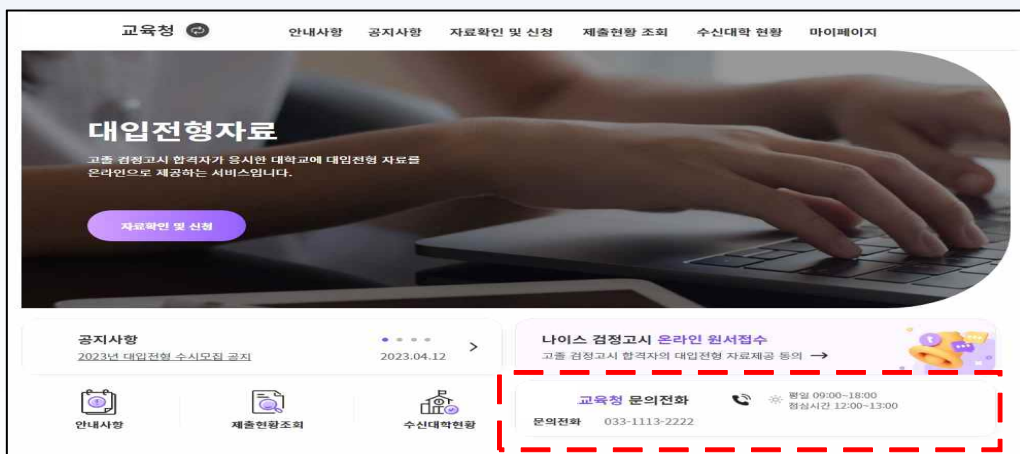 교육청
안내사항 공지사항 자료확인 및 신청 제출현황 조회 수신대학 현황 마이페이지
대입전형자료
고졸 검정고시 합격자가 응시한 대학교에 대입전형 자료를
온라인으로 제공하는 서비스입니다.
자료확인 및 신청
공지사항
2023년 대입전형 수시모집 공지
2023.04.12
나이스 검정고시 온라인 원서접수
고졸 검정고시 합격자의 대입전형 자료제공 동의 →
안내사항
제출현황조회
수신대학현황
교육청 문의전화
평일 09:00~18:00
점심시간 12:00~13:00
문의전화 033-1113-2222